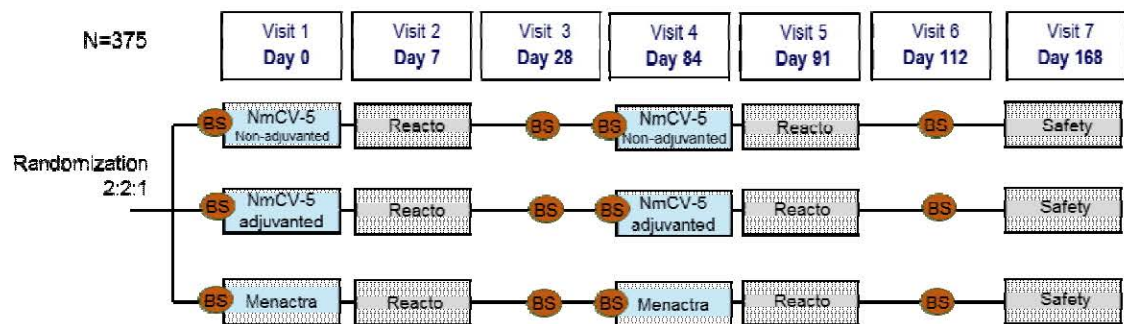 N=375
Visit 1
Day 0
Visit 2
Day 7
Visit 3
Day 28
Visit 4
Day 84
Visit 5
Day 91
Visit 6
Day 112
Visit 7
Day 168
Randomization
2:2:1
BS
NmCV-5
Non-adjuvanted
Reacto
BS
BS
NmCV-5
Non-adjuvanted
Reacto
BS
Safety
BS
NmCV-5
adjuvanted
Reacto
BS
BS
NmCV-5
adjuvanted
Reacto
BS
Safety
BS
Menactra
Reacto
BS
BS
Menactra
Reacto
BS
Safety